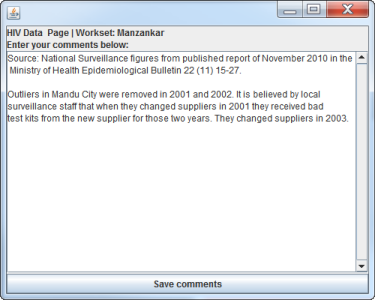 HIV Data Page | Workset: Manzankar
Enter your comments below:
Source: National Surveillance figures from published report of November 2010 in the
Ministry of Health Epidemiological Bulletin 22 (11) 15-27.
Outliers in Mandu City were removed in 2001 and 2002. It is believed by local
surveillance staff that when they changed suppliers in 2001 they received bad
test kits from the new supplier for those two years. They changed suppliers in 2003.
Save comments